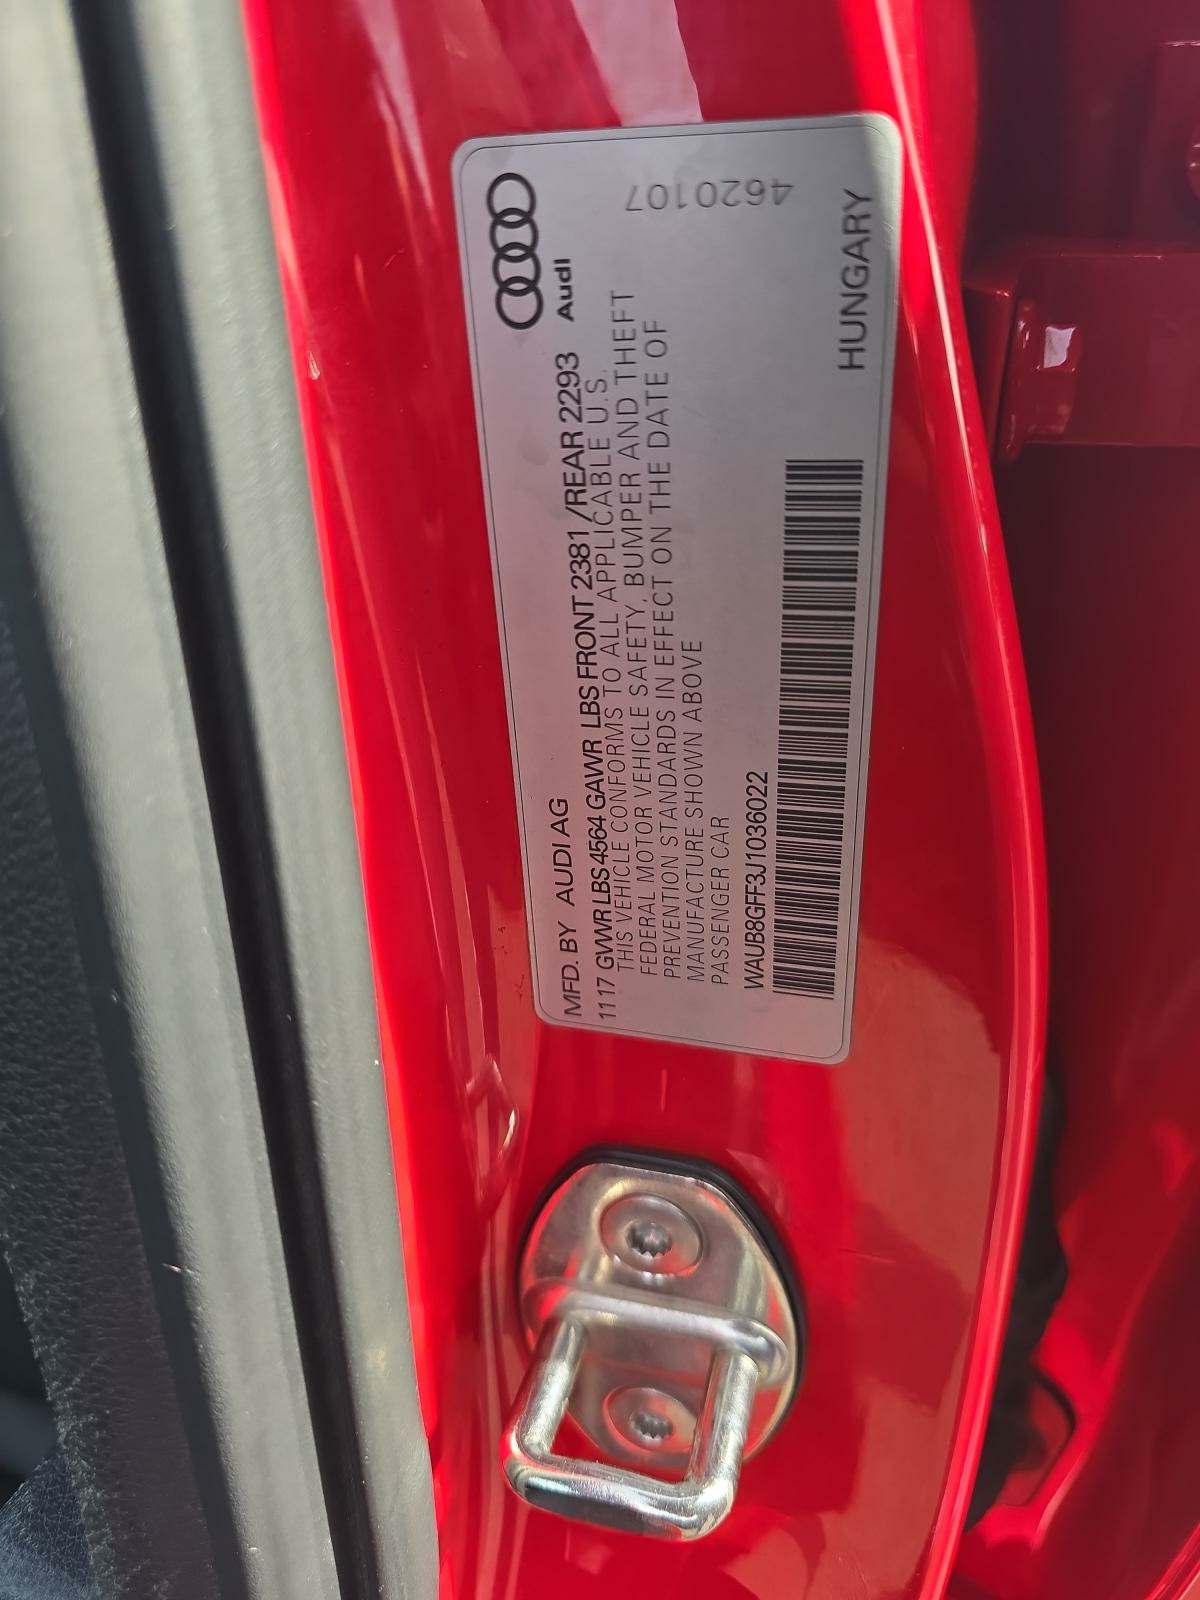 Audi
MFD. BY AUDI AG
1117 GVWR LBS 4564 GAWR LBS FRONT 2381 /REAR 2293
THIS VEHICLE CONFORMS TO ALL APPLICABLE U.S.
FEDERAL MOTOR VEHICLE SAFETY, BUMPER AND THEFT
PREVENTION STANDARDS IN EFFECT ON THE DATE OF
MANUFACTURE SHOWN ABOVE
PASSENGER CAR
WAUB8GFF3J1036022
4620107
HUNGARY